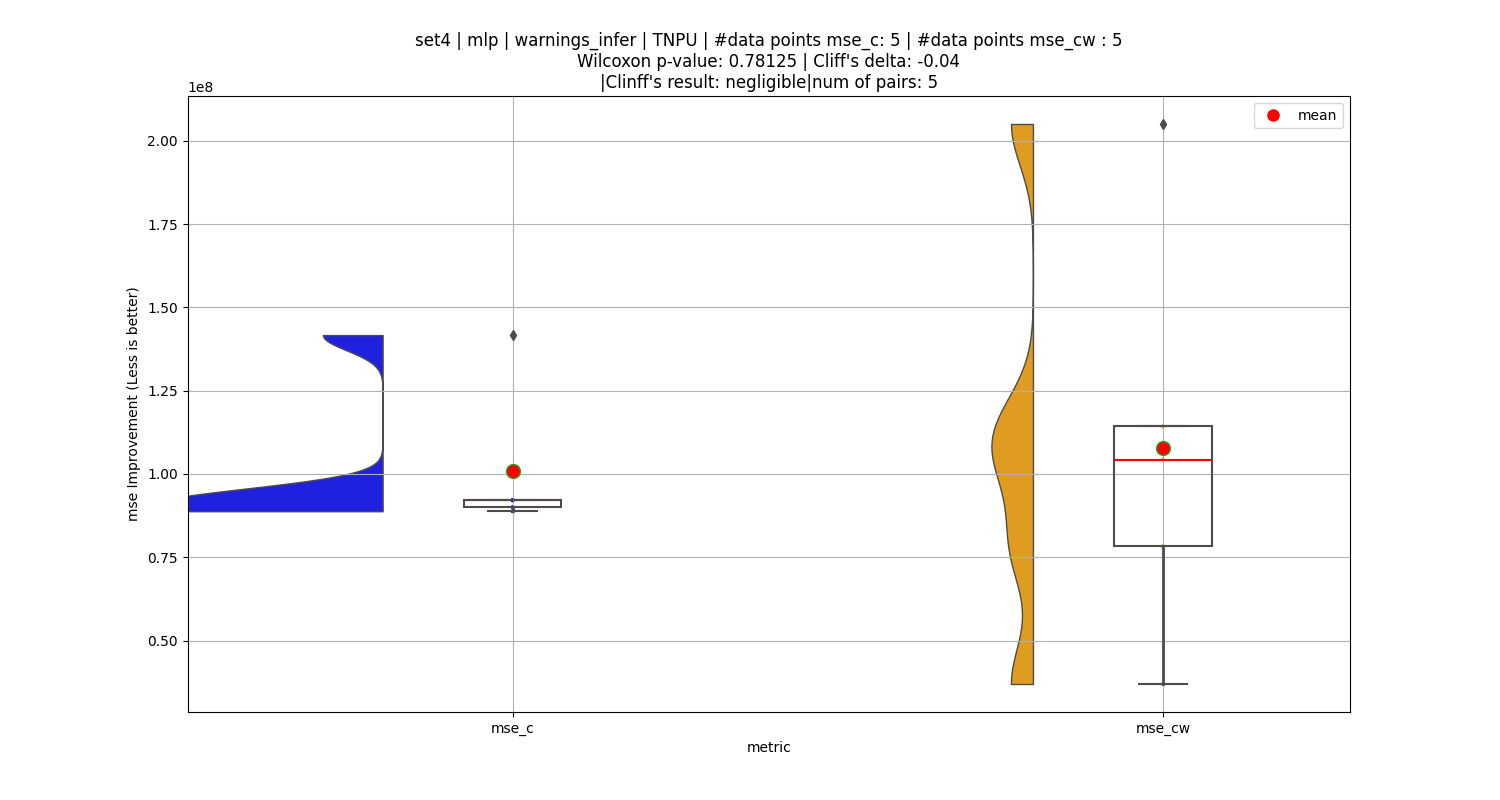 set4 | mlp | warnings_infer | TNPU | #data points mse_c: 5 | #data points mse_cw : 5
Wilcoxon p-value: 0.78125 | Cliff's delta: -0.04
|Clinff's result: negligible|num of pairs: 5
1e8
mean
2.00
1.75
1.50
1.25
1.00
0.75
0.50
mse Improvement (Less is better)
mse_c
mse_cw
metric